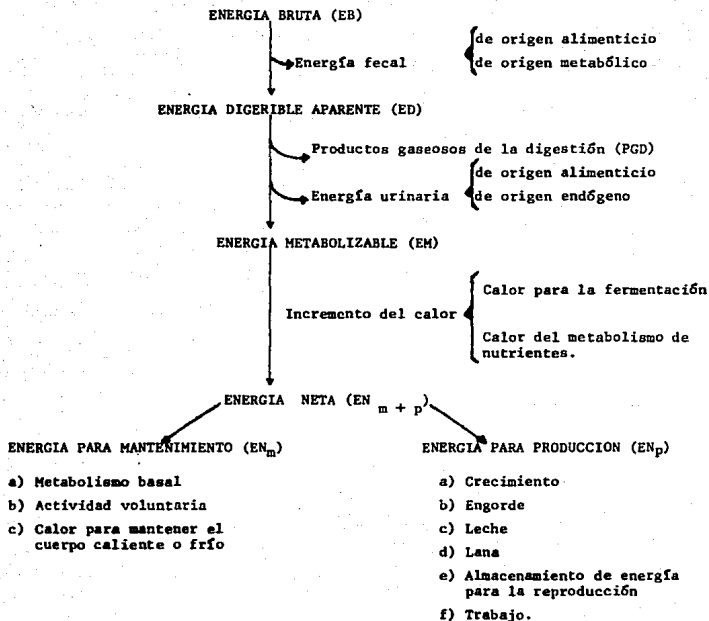 ENERGIA BRUTA (EB)
Energía fecal
de origen alimenticio
de origen metabólico
ENERGIA DIGERIBLE APARENTE (ED)
Productos gaseosos de la digestión (PGD)
Energía urinaria
de origen alimenticio
de origen endógeno
ENERGIA METABOLIZABLE (EM)
Incremento del calor
Calor para la fermentación
Calor del metabolismo de
nutrientes.
ENERGIA NETA (EN m + p)
ENERGIA PARA MANTENIMIENTO (ENm)
a) Metabolismo basal
b) Actividad voluntaria
c) Calor para mantener el
cuerpo caliente o frío
ENERGIA PARA PRODUCCION (ENp)
a) Crecimiento
b) Engorde
c) Leche
d) Lana
e) Almacenamiento de energía
para la reproducción
f) Trabajo.